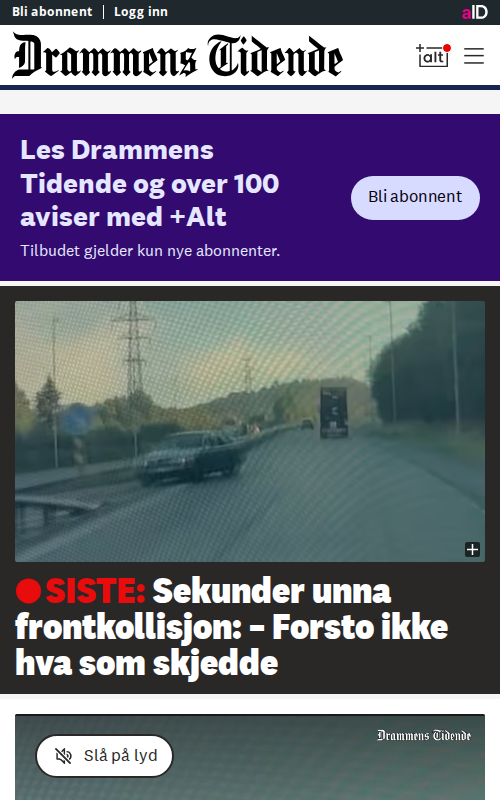 Bli abonnent
Logg inn
aID
Drammens Tidende
+alt
Les Drammens
Tidende og over 100
aviser med +Alt
Tilbudet gjelder kun nye abonnenter.
Bli abonnent
SISTE: Sekunder unna
frontkollisjon: – Forsto ikke
hva som skjedde
Drammens Tidende
Slå på lyd